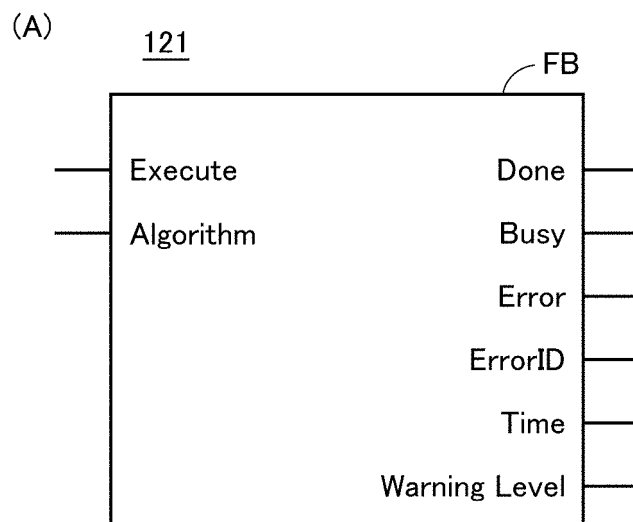 (A)
121
FB
Execute Done
Algorithm Busy
Error
ErrorID
Time
Warning Level